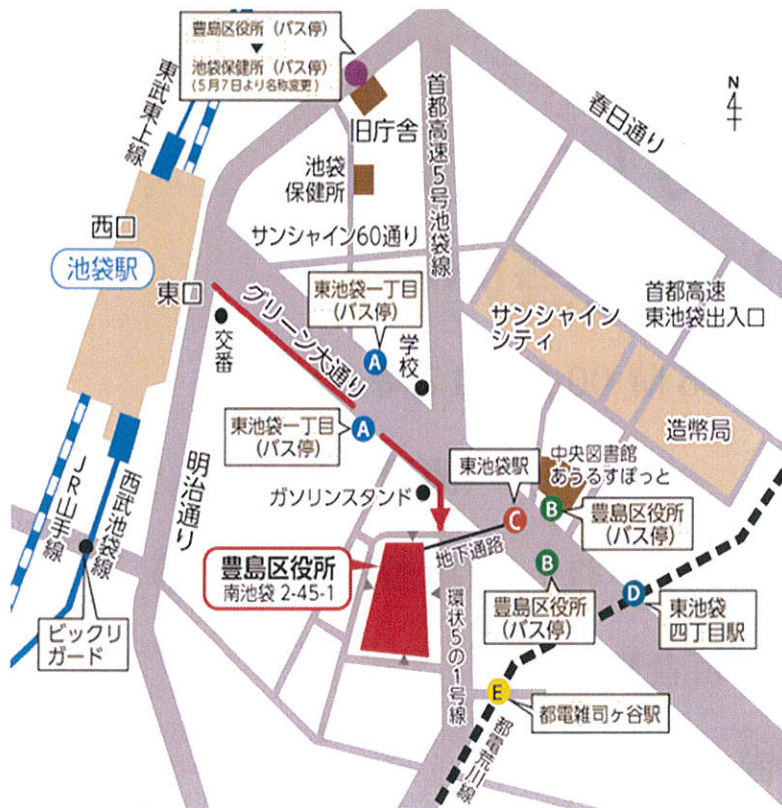 豊島区役所(バス停)
▼
池袋保健所(バス停)
(5月7日より名称変更)
東武東上線
旧庁舎
首都高速5号池袋線
春日通り
N
池袋
保健所
西口
サンシャイン60通り
池袋駅
東口
東池袋一丁目
(バス停)
グリーン大通り
サンシャイン
シティ
首都高速
東池袋出入口
交番
A
学校
造幣局
東池袋一丁目
(バス停)
A
東池袋駅
中央図書館
あうるすぽっと
明治通り
ガソリンスタンド
C
B
豊島区役所
(バス停)
JR山手線
西武池袋線
豊島区役所
南池袋 2-45-1
地下通路
B
豊島区役所
(バス停)
D
東池袋
四丁目駅
ビックリ
ガード
環状5の1号線
E
都電雑司ヶ谷駅
都電荒川線